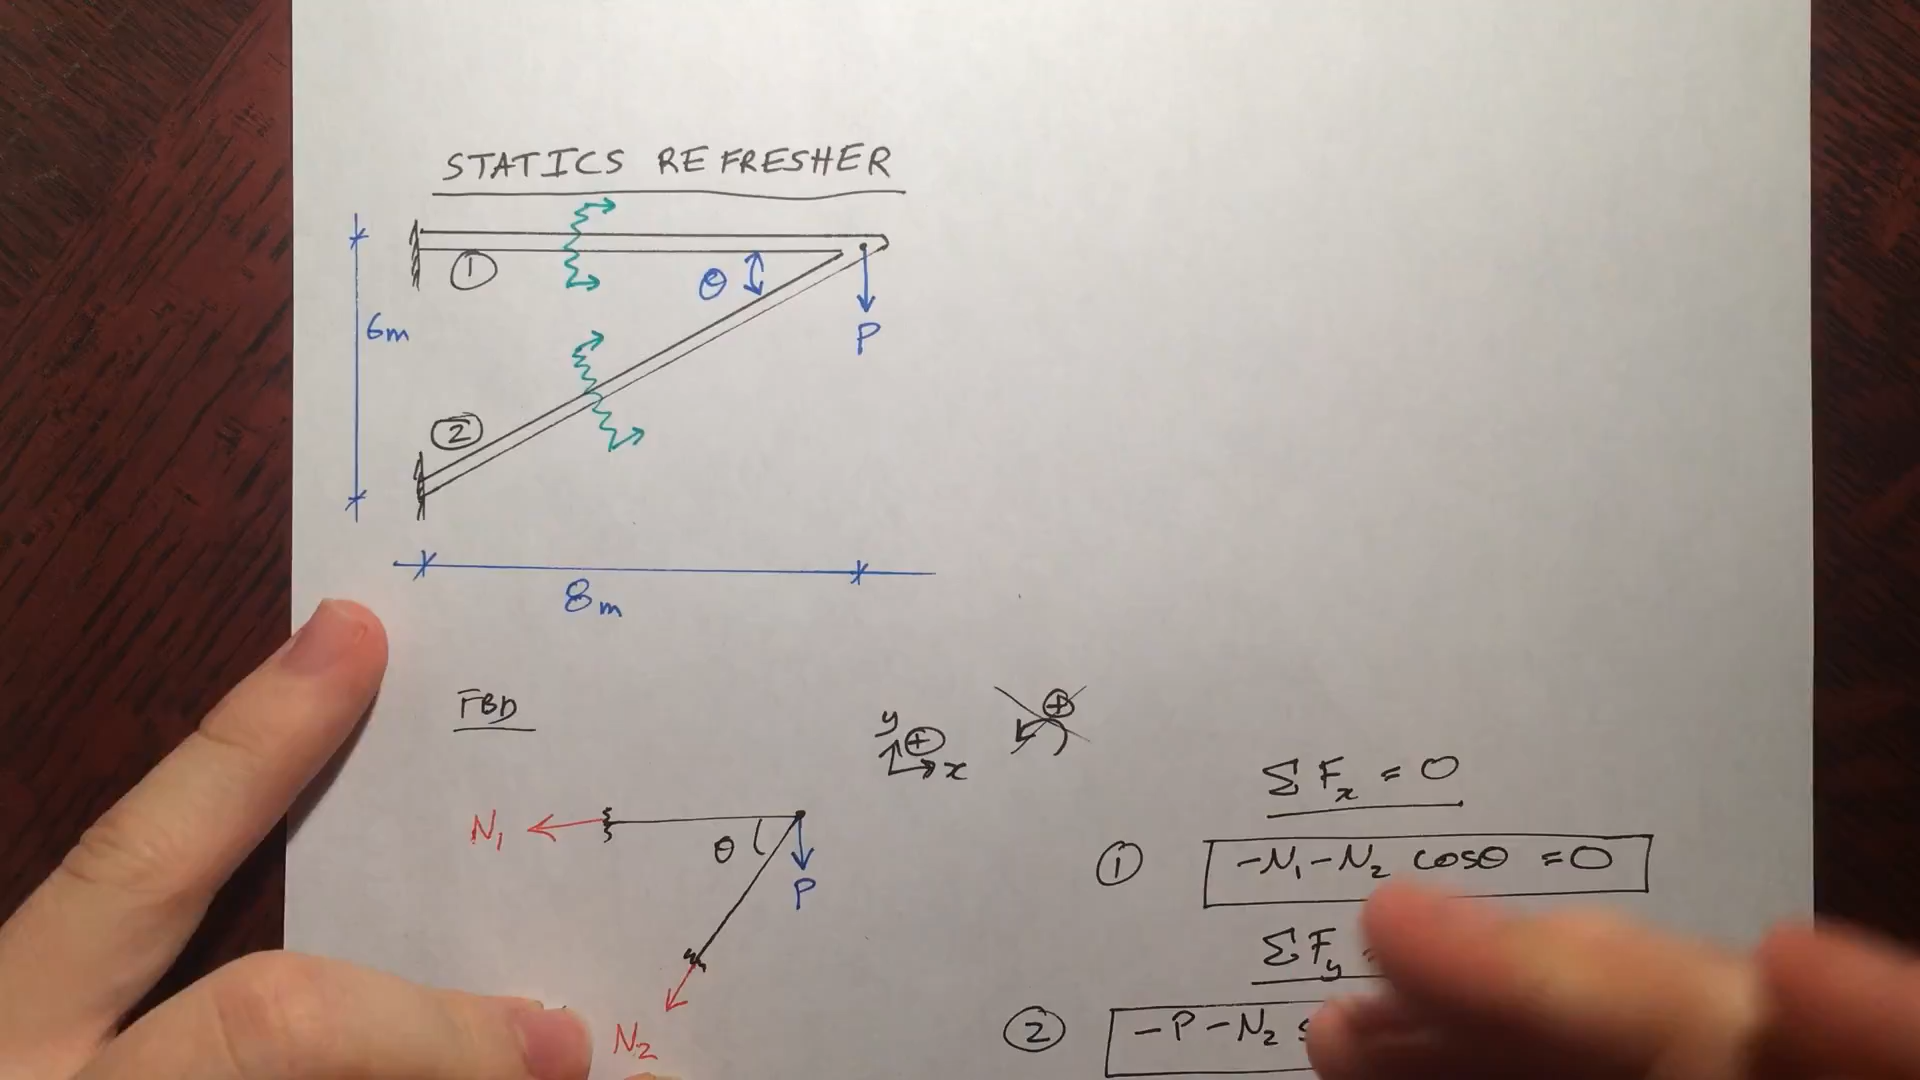 STATICS REFRESHER
①
θ
P
6m
②
8m
FBD
y
⊕
x
⊕
ΣFx = 0
N₁
θ
P
① -N₁ - N₂ cosθ = 0
ΣFy
N₂
② -P - N₂